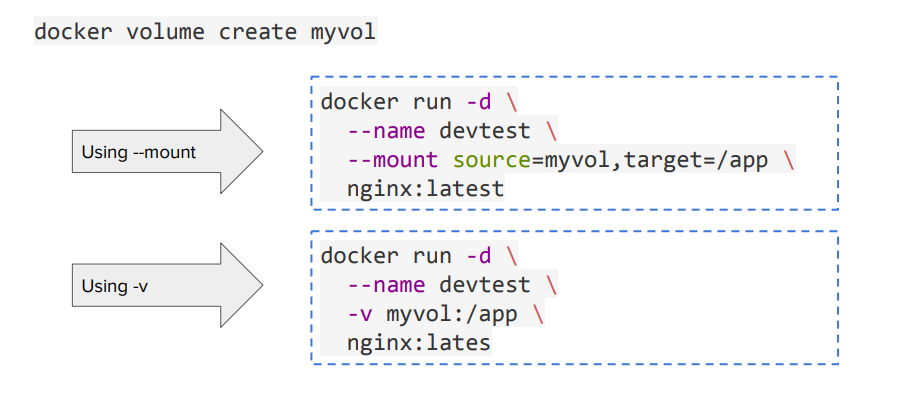 docker volume create myvol
Using --mount
docker run -d \
--name devtest \
--mount source=myvol,target=/app \
nginx:latest
Using -v
docker run -d \
--name devtest \
-v myvol:/app \
nginx:lates